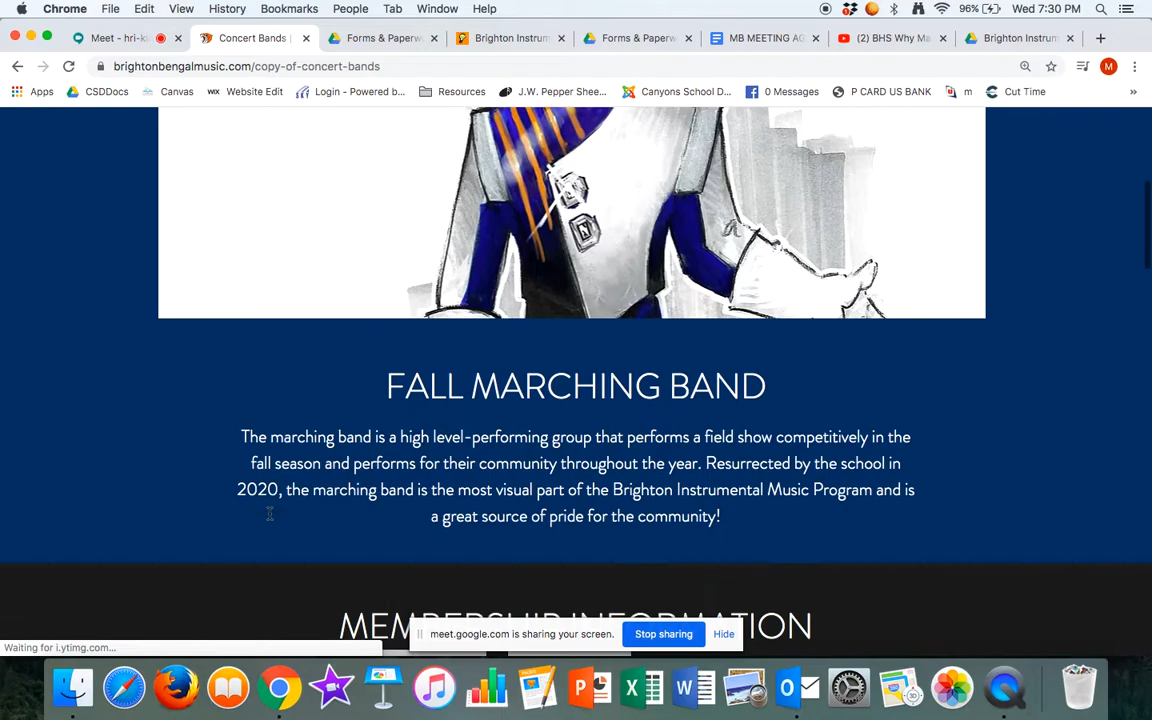 Chrome File Edit View History Bookmarks People Tab Window Help 96% Wed 7:30 PM
Meet - hri-k Concert Bands Forms & Paperw Brighton Instrum Forms & Paperw MB MEETING AG (2) BHS Why Ma Brighton Instrum
brightonbengalmusic.com/copy-of-concert-bands M
Apps CSDDocs Canvas WIX Website Edit Login - Powered b... Resources J.W. Pepper Shee... Canyons School D... 0 Messages P CARD US BANK m Cut Time »
FALL MARCHING BAND
The marching band is a high level-performing group that performs a field show competitively in the
fall season and performs for their community throughout the year. Resurrected by the school in
2020, the marching band is the most visual part of the Brighton Instrumental Music Program and is
a great source of pride for the community!
meet.google.com is sharing your screen. Stop sharing Hide
Waiting for i.ytimg.com...